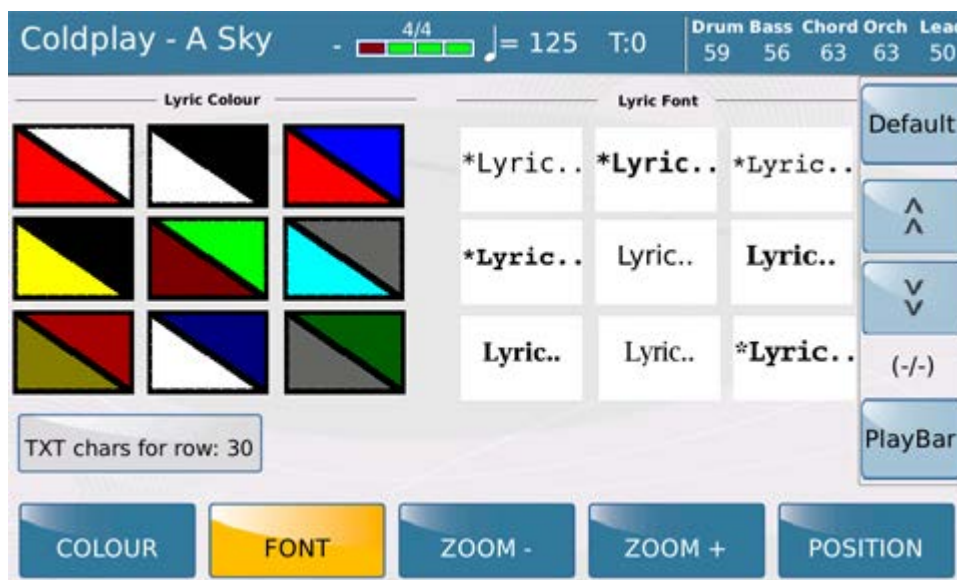 Coldplay - A Sky - 4/4 = 125 T:0
Drum Bass Chord Orch Lead
59 56 63 63 50
Lyric Colour
Lyric Font
Default
*Lyric.. *Lyric.. *Lyric..
*Lyric.. Lyric.. Lyric..
Lyric.. Lyric.. *Lyric..
(-/-)
PlayBar
TXT chars for row: 30
COLOUR FONT ZOOM - ZOOM + POSITION